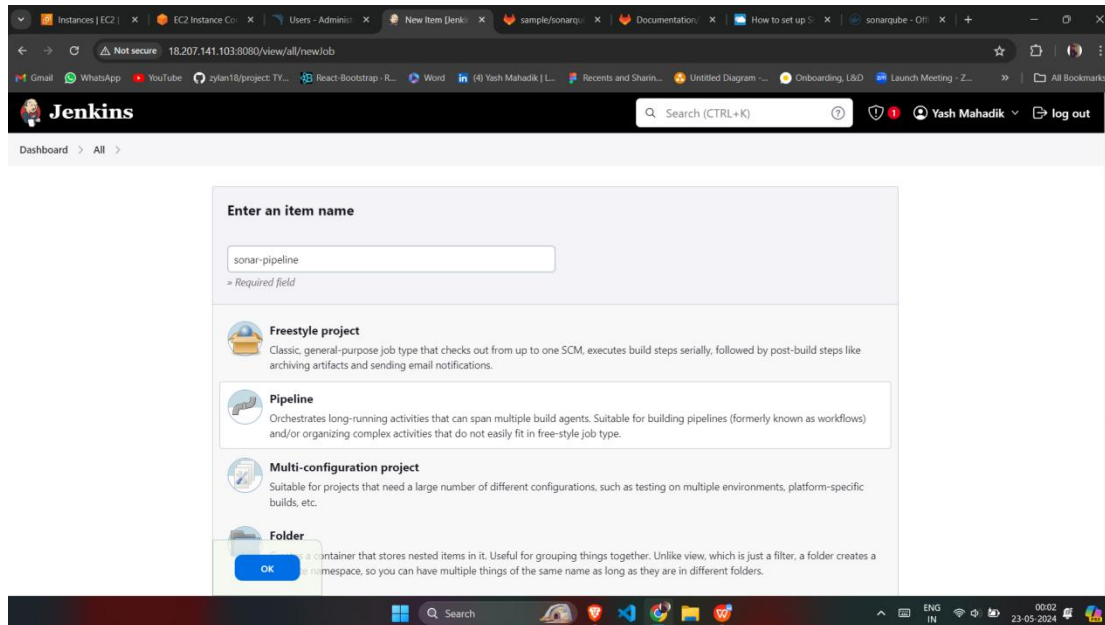 Instances | EC2 |
EC2 Instance Co
Users - Administ
New Item [Jenki
sample/sonarqu
Documentation/
How to set up S
sonarqube - Offi
Not secure 18.207.141.103:8080/view/all/newJob
Gmail WhatsApp YouTube zylan18/project: TY... React-Bootstrap - R... Word (4) Yash Mahadik | L... Recents and Sharin... Untitled Diagram -... Onboarding, L&D Launch Meeting - Z... » All Bookmarks
Jenkins Search (CTRL+K) ? 1 Yash Mahadik log out
Dashboard > All >
Enter an item name
sonar-pipeline
» Required field
Freestyle project
Classic, general-purpose job type that checks out from up to one SCM, executes build steps serially, followed by post-build steps like
archiving artifacts and sending email notifications.
Pipeline
Orchestrates long-running activities that can span multiple build agents. Suitable for building pipelines (formerly known as workflows)
and/or organizing complex activities that do not easily fit in free-style job type.
Multi-configuration project
Suitable for projects that need a large number of different configurations, such as testing on multiple environments, platform-specific
builds, etc.
Folder
a container that stores nested items in it. Useful for grouping things together. Unlike view, which is just a filter, a folder creates a
OK namespace, so you can have multiple things of the same name as long as they are in different folders.
Search ENG 00:02
IN 23-05-2024